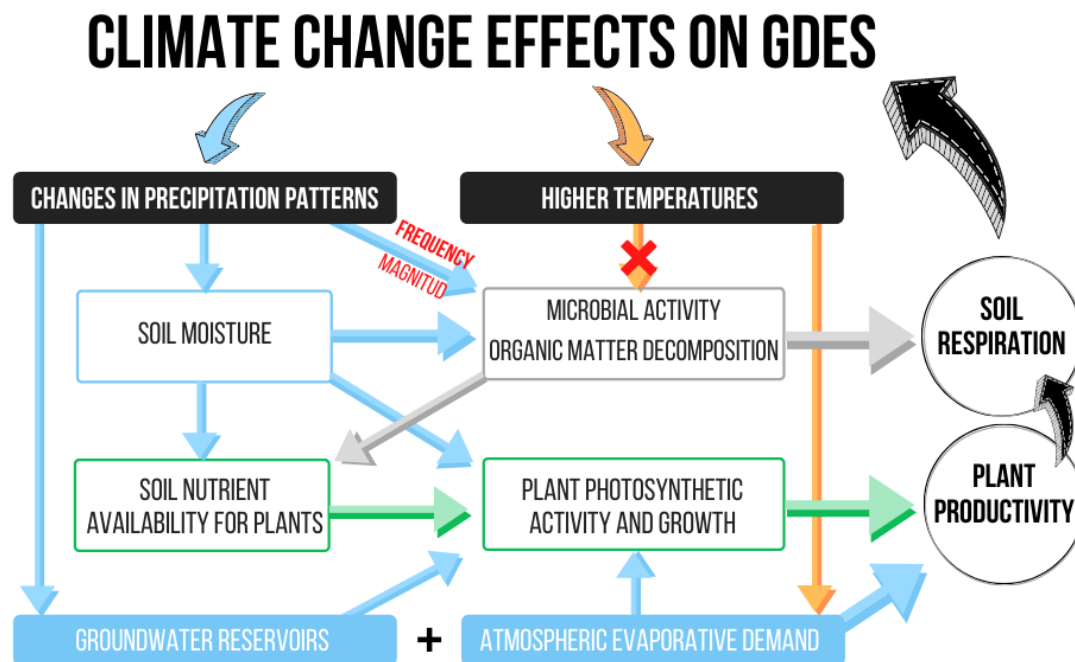 CLIMATE CHANGE EFFECTS ON GDES
CHANGES IN PRECIPITATION PATTERNS
HIGHER TEMPERATURES
FREQUENCY
MAGNITUD
SOIL MOISTURE
MICROBIAL ACTIVITY
ORGANIC MATTER DECOMPOSITION
SOIL
RESPIRATION
SOIL NUTRIENT
AVAILABILITY FOR PLANTS
PLANT PHOTOSYNTHETIC
ACTIVITY AND GROWTH
PLANT
PRODUCTIVITY
GROUNDWATER RESERVOIRS
+
ATMOSPHERIC EVAPORATIVE DEMAND